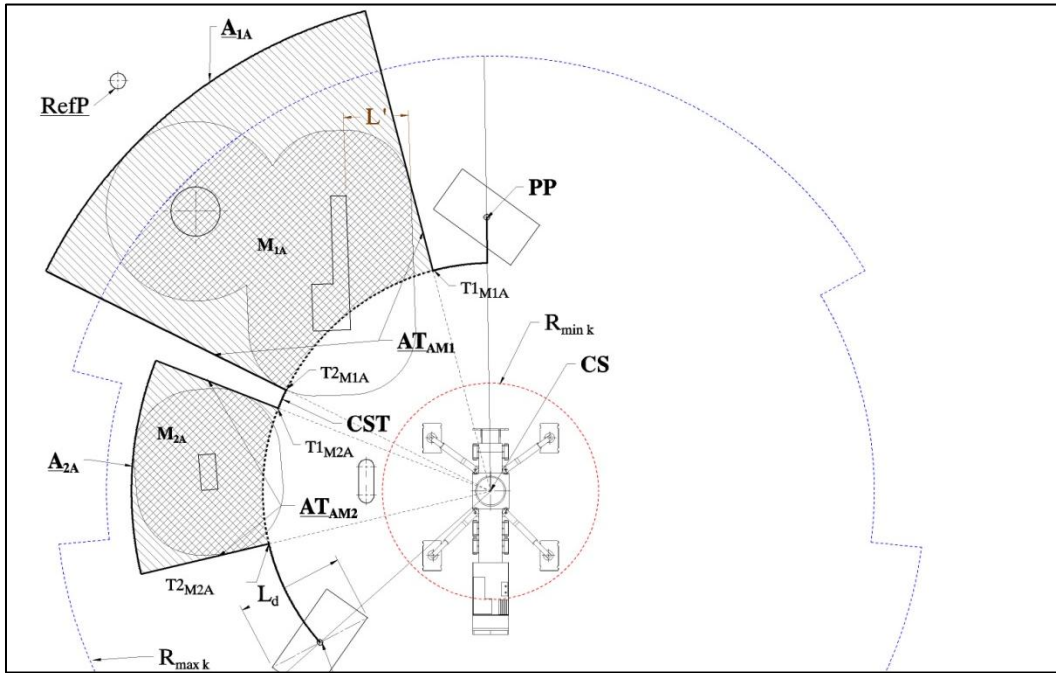 A1A
RefP
L'
PP
M1A
T1M1A
ATAM1
Rmin k
CS
T2M1A
CST
M2A
T1M2A
A2A
ATAM2
T2M2A
Ld
Rmax k